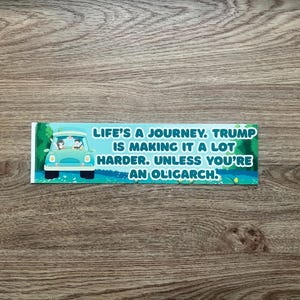 LIFE'S A JOURNEY. TRUMP
IS MAKING IT A LOT
HARDER. UNLESS YOU'RE
AN OLIGARCH.